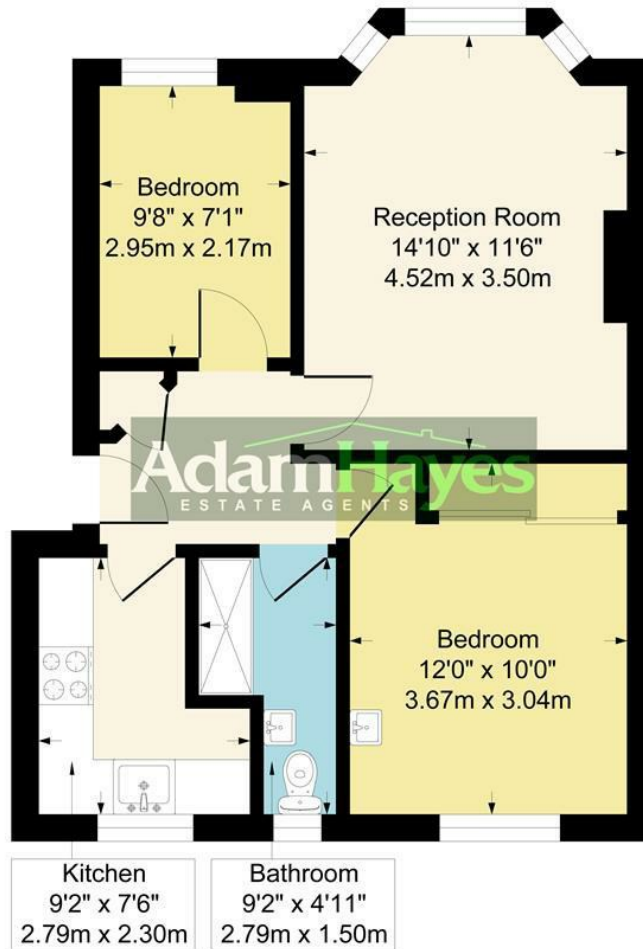 Bedroom
9'8" x 7'1"
2.95m x 2.17m
Reception Room
14'10" x 11'6"
4.52m x 3.50m
AdamHayes
ESTATE AGENTS
Bedroom
12'0" x 10'0"
3.67m x 3.04m
Kitchen
9'2" x 7'6"
2.79m x 2.30m
Bathroom
9'2" x 4'11"
2.79m x 1.50m